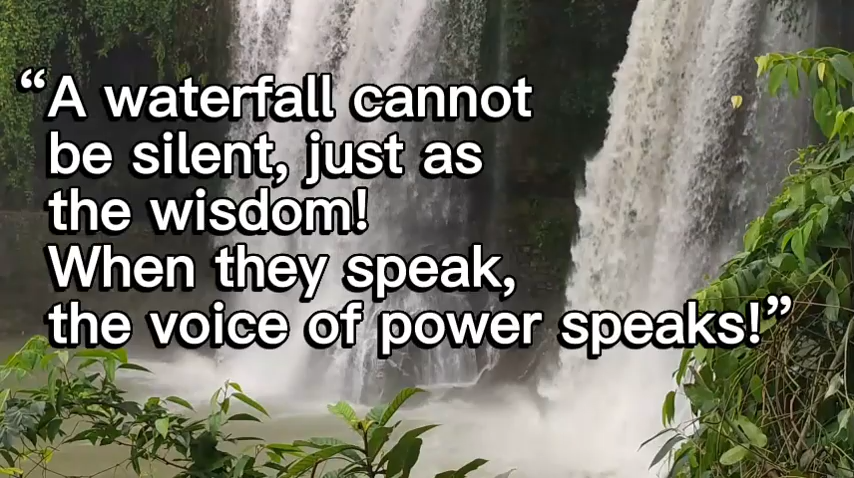 “A waterfall cannot
be silent, just as
the wisdom!
When they speak,
the voice of power speaks!”